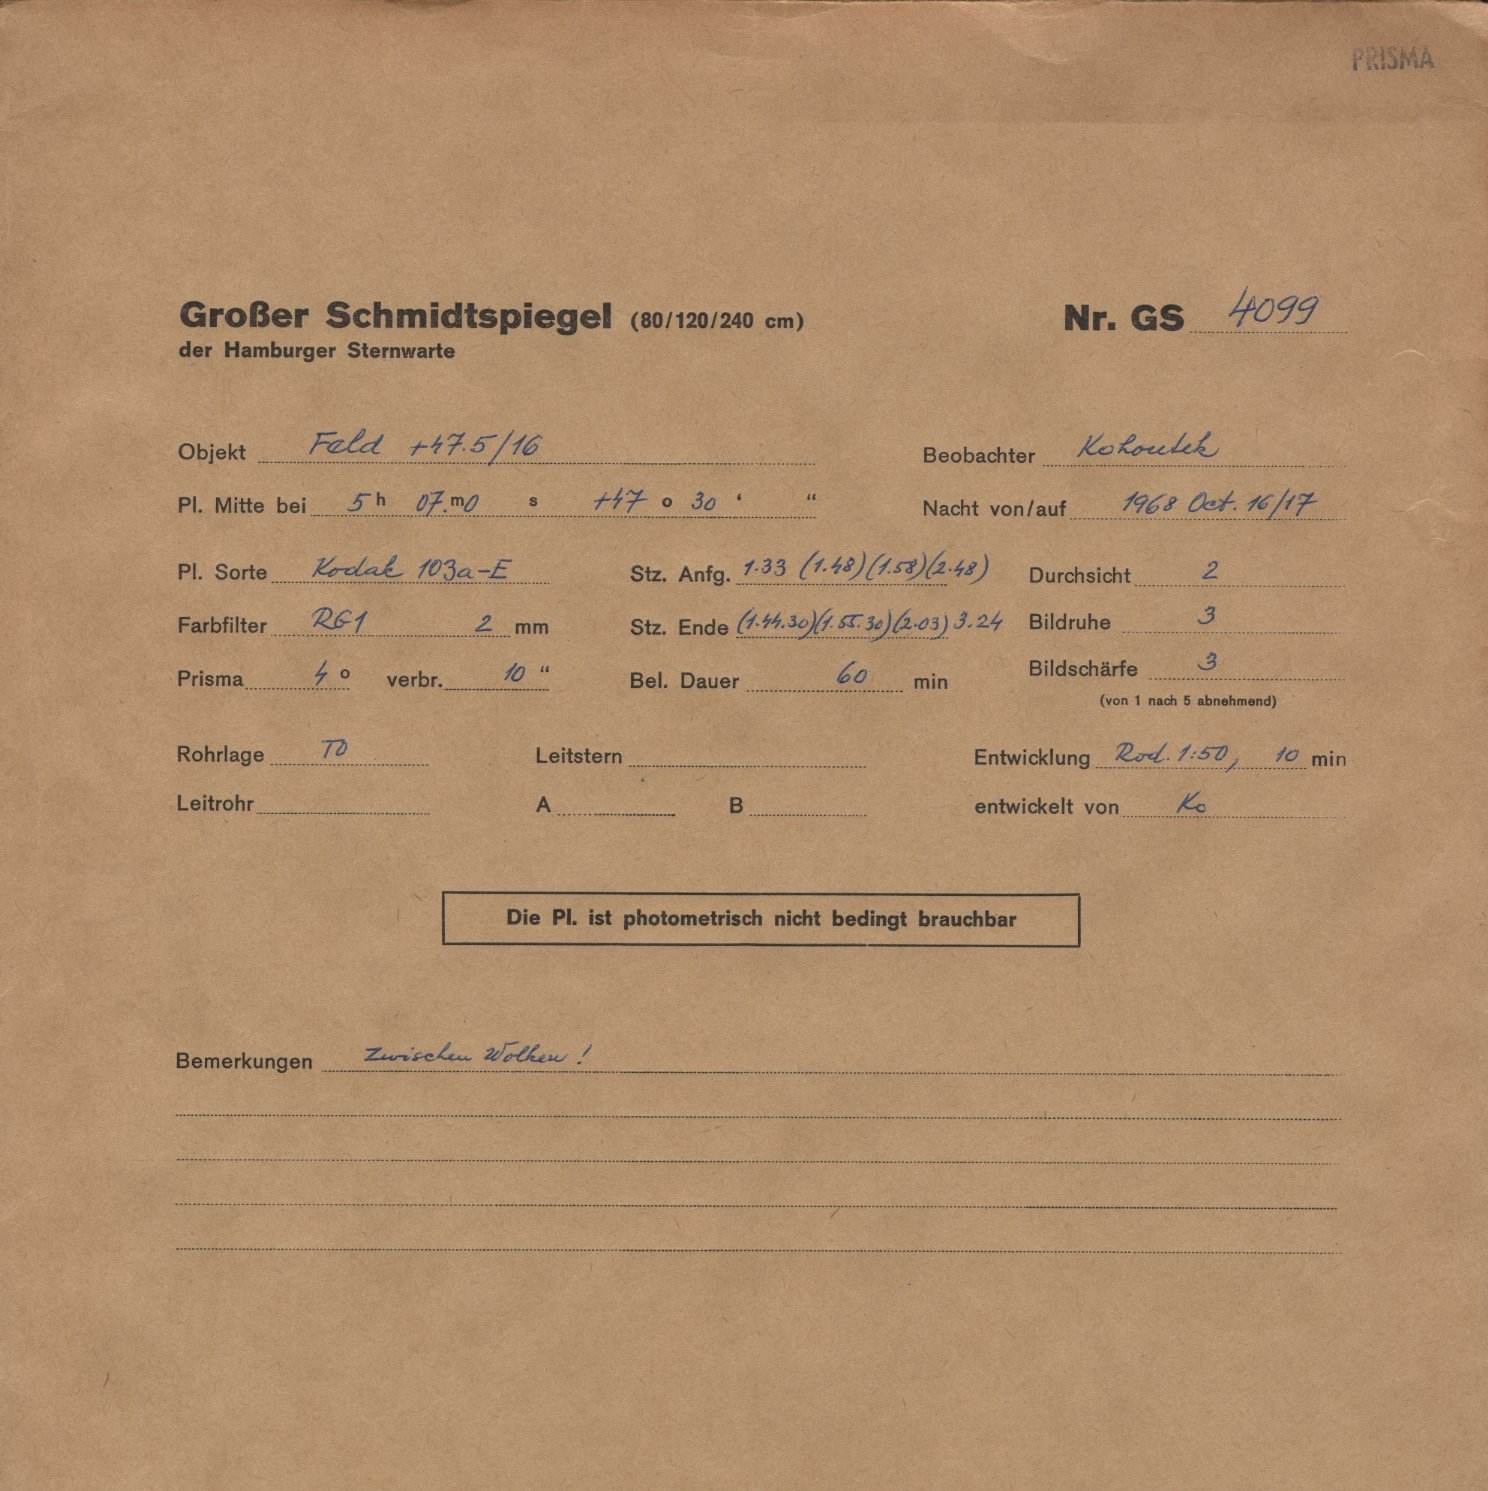 PRISMA
Großer Schmidtspiegel (80/120/240 cm) Nr. GS 4099
der Hamburger Sternwarte
Objekt Feld +47.5/16 Beobachter Kohoutek
Pl. Mitte bei 5 h 07. m 0 s +47 o 30 ' " Nacht von/auf 1968 Oct. 16/17
Pl. Sorte Kodak 103a-E Stz. Anfg. 1.33 (1.48)(1.58)(2.48) Durchsicht 2
Farbfilter RG1 2 mm Stz. Ende (1.44.30)(1.55.30)(2.03) 3.24 Bildruhe 3
Prisma 4 o verbr. 10 " Bel. Dauer 60 min Bildschärfe 3
(von 1 nach 5 abnehmend)
Rohrlage TO Leitstern Entwicklung Rod. 1:50, 10 min
Leitrohr A B entwickelt von Ko
Die Pl. ist photometrisch nicht bedingt brauchbar
Bemerkungen Zwischen Wolken !